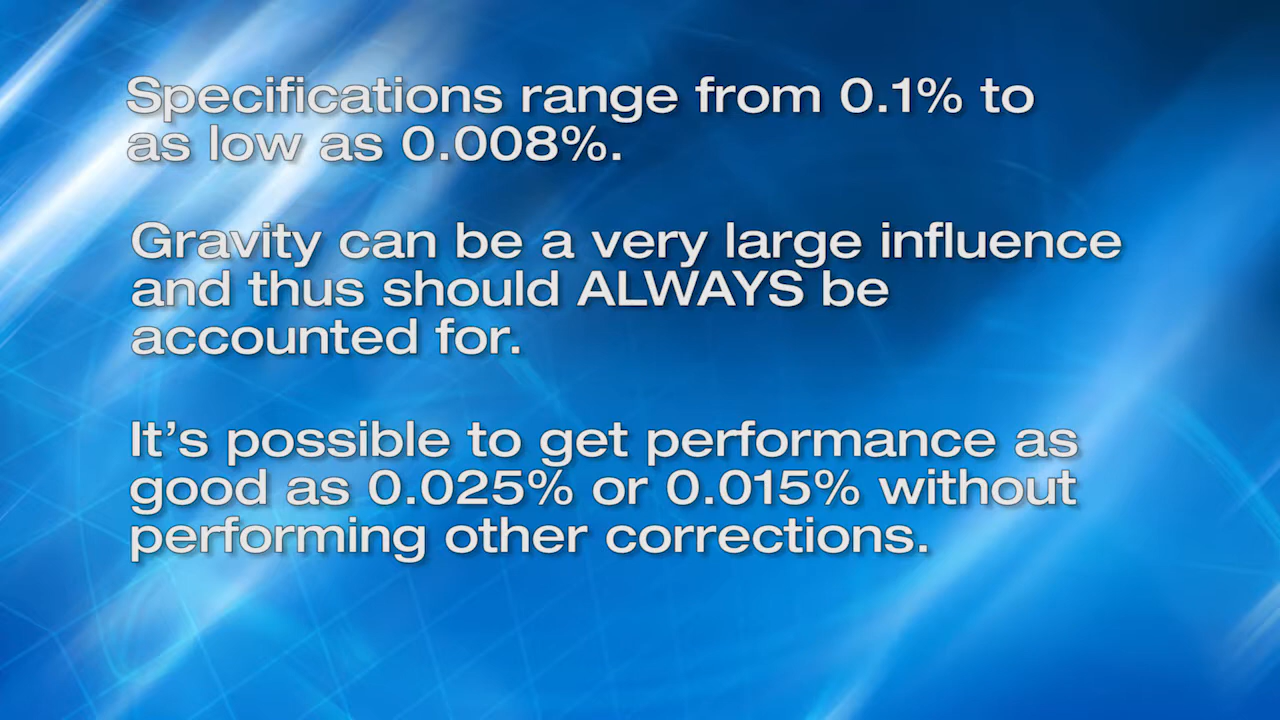 Specifications range from 0.1% to
as low as 0.008%.
Gravity can be a very large influence
and thus should ALWAYS be
accounted for.
It’s possible to get performance as
good as 0.025% or 0.015% without
performing other corrections.